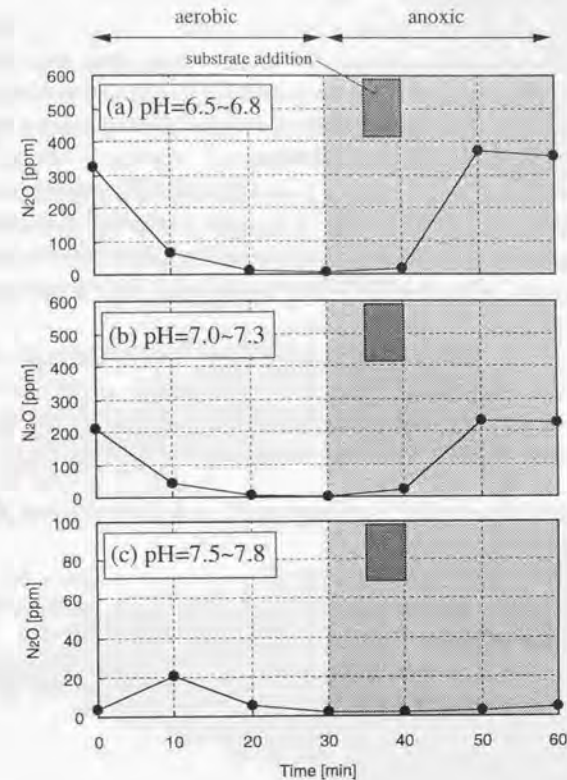 aerobic anoxic
substrate addition
600
500
400
300
200
100
0
N2O [ppm]
(a) pH=6.5~6.8
600
500
400
300
200
100
0
N2O [ppm]
(b) pH=7.0~7.3
100
80
60
40
20
0
N2O [ppm]
(c) pH=7.5~7.8
0 10 20 30 40 50 60
Time [min]